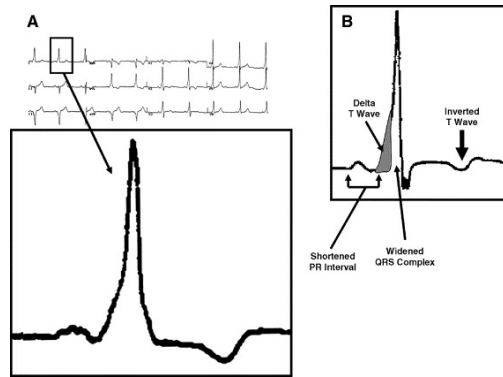 A
B
Delta
T Wave
Inverted
T Wave
Shortened
PR Interval
Widened
QRS Complex